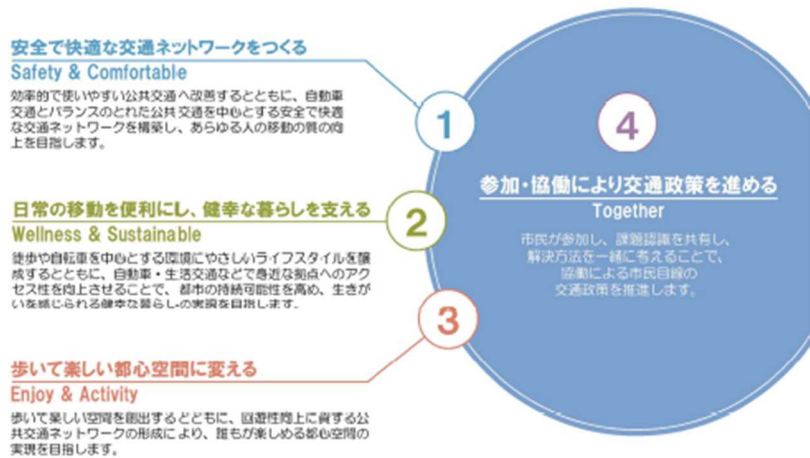 安全で快適な交通ネットワークをつくる
Safety & Comfortable
効率的で使いやすい公共交通へ改善するとともに、自動車
交通とバランスのとれた公共交通を中心とする安全で快適
な交通ネットワークを構築し、あらゆる人の移動の質の向
上を目指します。
1
日常の移動を便利にし、健幸な暮らしを支える
Wellness & Sustainable
徒歩や自転車を中心とする環境にやさしいライフスタイルを醸
成するとともに、自動車・生活交通などで身近な拠点へのアク
セス性を向上させることで、都市の持続可能性を高め、生きが
いを感じられる健幸な暮らしの実現を目指します。
2
歩いて楽しい都心空間に変える
Enjoy & Activity
歩いて楽しい空間を創出するとともに、回遊性向上に資する公
共交通ネットワークの形成により、誰もが楽しめる都心空間の
実現を目指します。
3
4
参加・協働により交通政策を進める
Together
市民が参加し、課題認識を共有し、
解決方法を一緒に考えることで、
協働による市民目線の
交通政策を推進します。